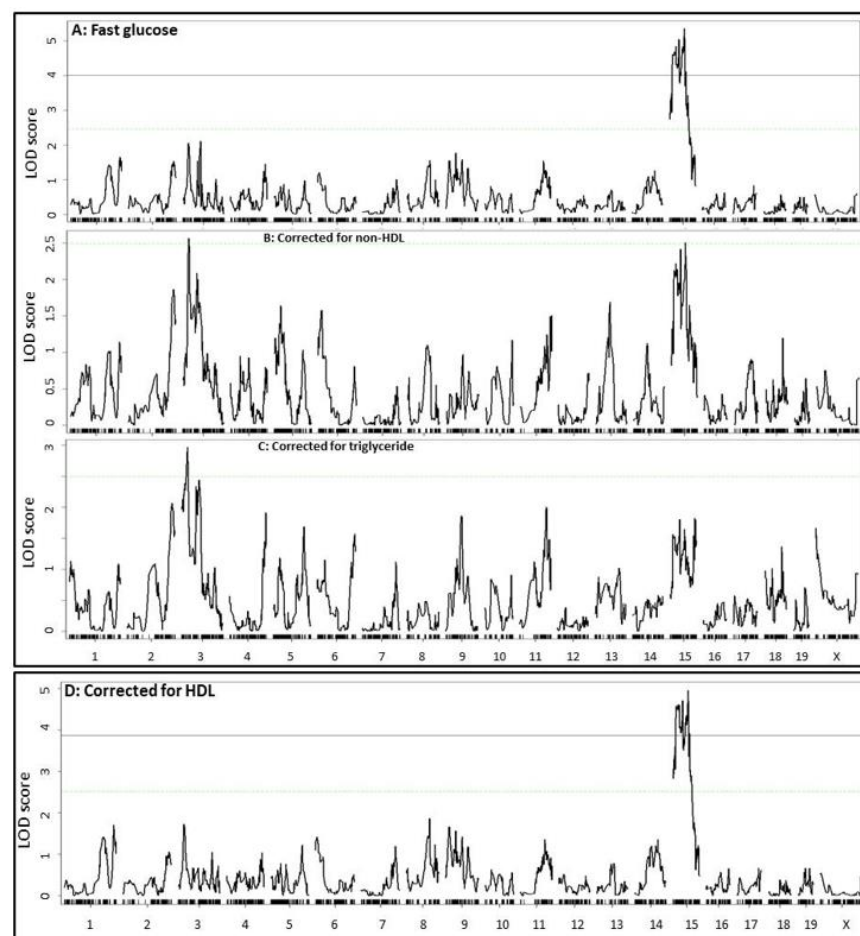 A: Fast glucose
LOD score
5
4
3
2
1
0
B: Corrected for non-HDL
LOD score
2.5
2
1.5
1
0.5
0
C: Corrected for triglyceride
LOD score
3
2
1
0
1 2 3 4 5 6 7 8 9 10 11 12 13 14 15 16 17 18 19 X
D: Corrected for HDL
LOD score
5
4
3
2
1
0
1 2 3 4 5 6 7 8 9 10 11 12 13 14 15 16 17 18 19 X